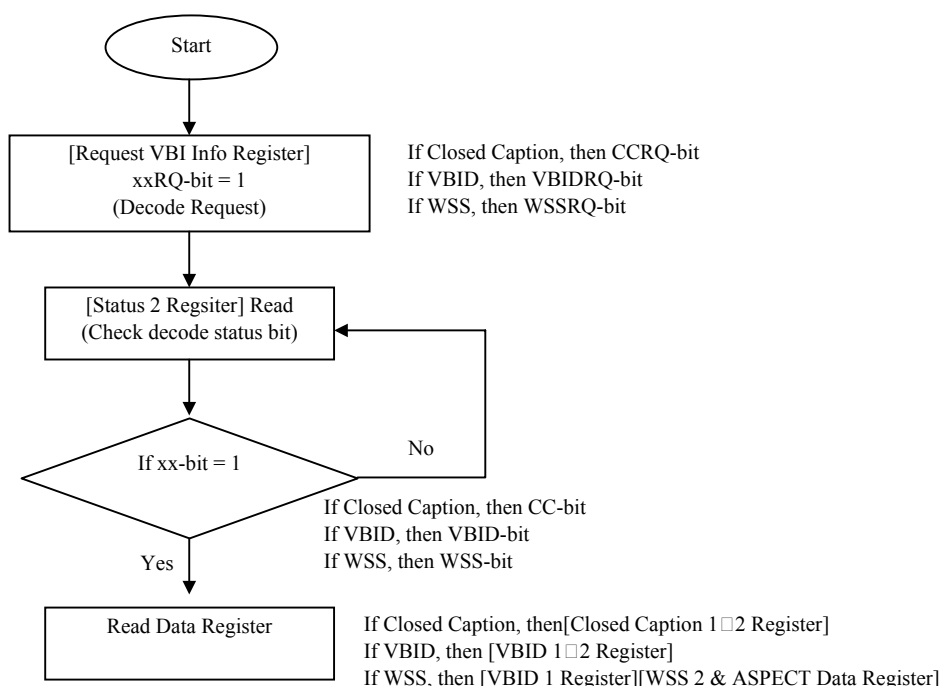 Start
[Request VBI Info Register]
xxRQ-bit = 1
(Decode Request)
If Closed Caption, then CCRQ-bit
If VBID, then VBIDRQ-bit
If WSS, then WSSRQ-bit
[Status 2 Regsiter] Read
(Check decode status bit)
If xx-bit = 1
No
If Closed Caption, then CC-bit
If VBID, then VBID-bit
If WSS, then WSS-bit
Yes
Read Data Register
If Closed Caption, then[Closed Caption 1□2 Register]
If VBID, then [VBID 1□2 Register]
If WSS, then [VBID 1 Register][WSS 2 & ASPECT Data Register]